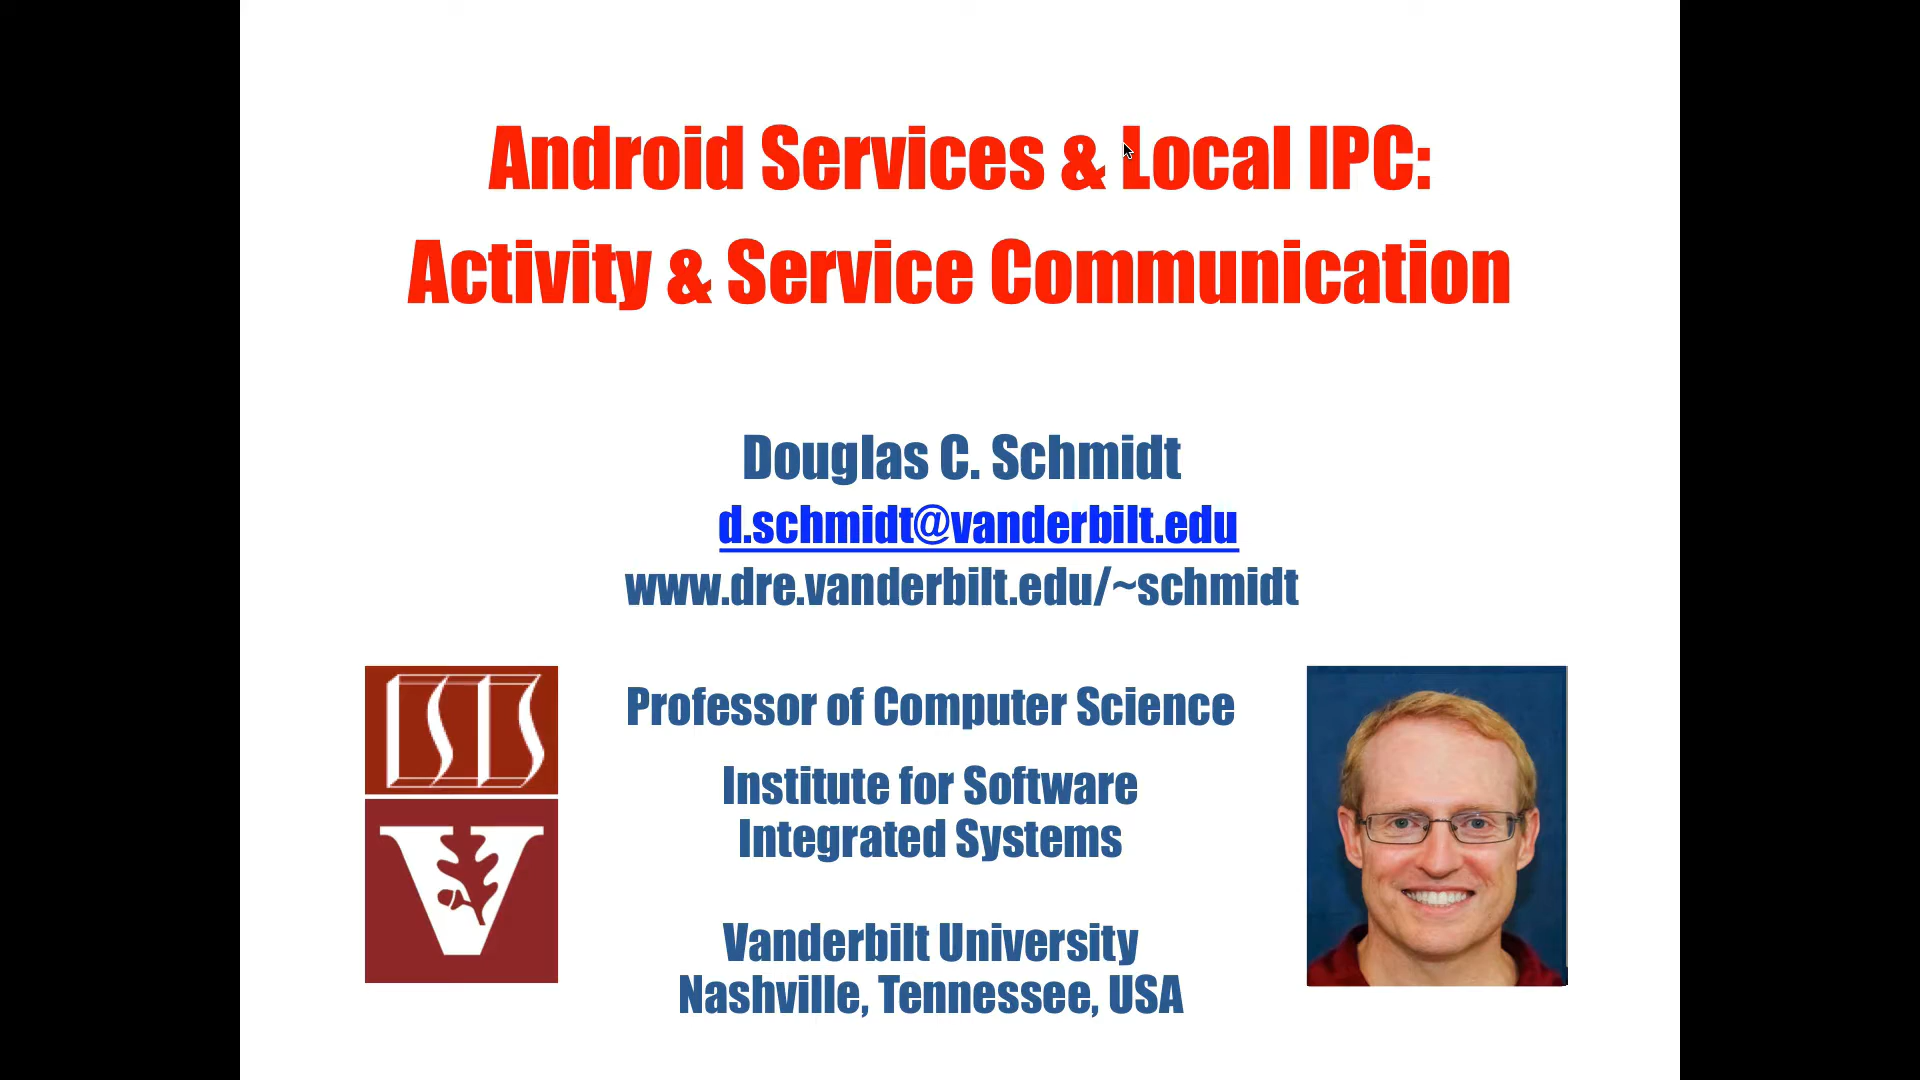 Android Services & Local IPC:
Activity & Service Communication
Douglas C. Schmidt
d.schmidt@vanderbilt.edu
www.dre.vanderbilt.edu/~schmidt
ISIS
Professor of Computer Science
Institute for Software
Integrated Systems
V
Vanderbilt University
Nashville, Tennessee, USA